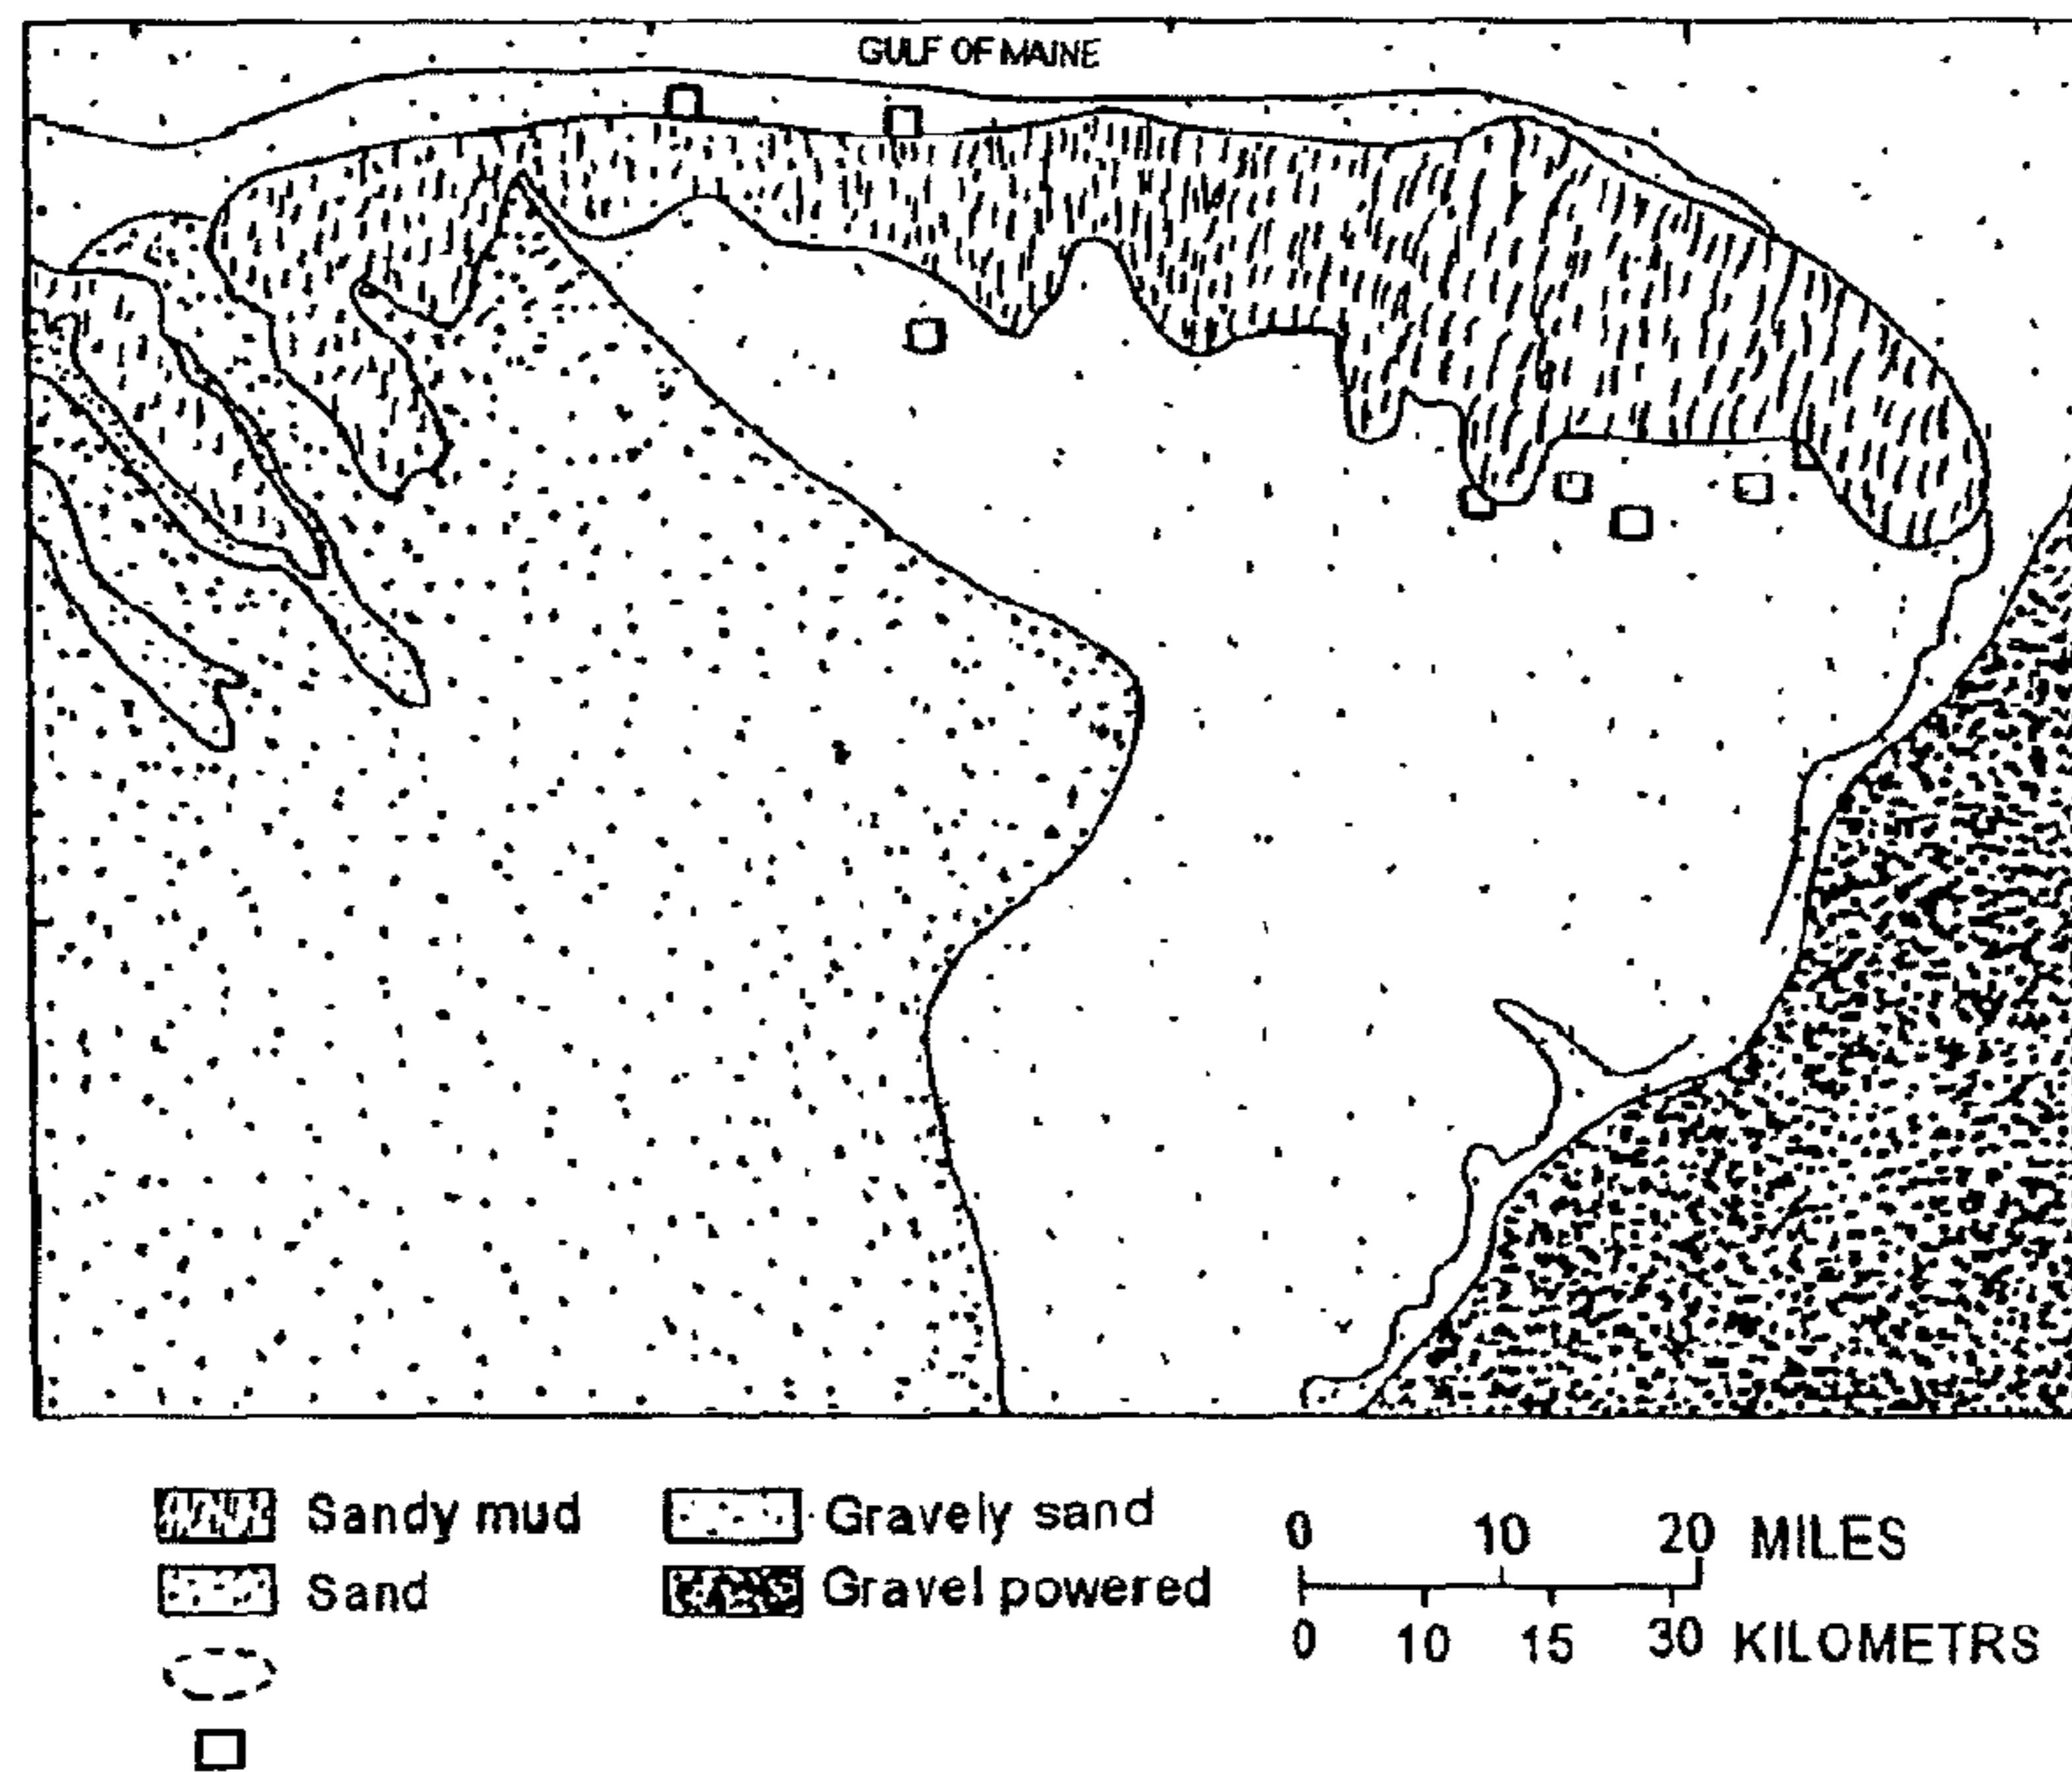 GULF OF MAINE
Sandy mud
Gravely sand
Sand
Gravel powered
0 10 20 MILES
0 10 15 30 KILOMETRS